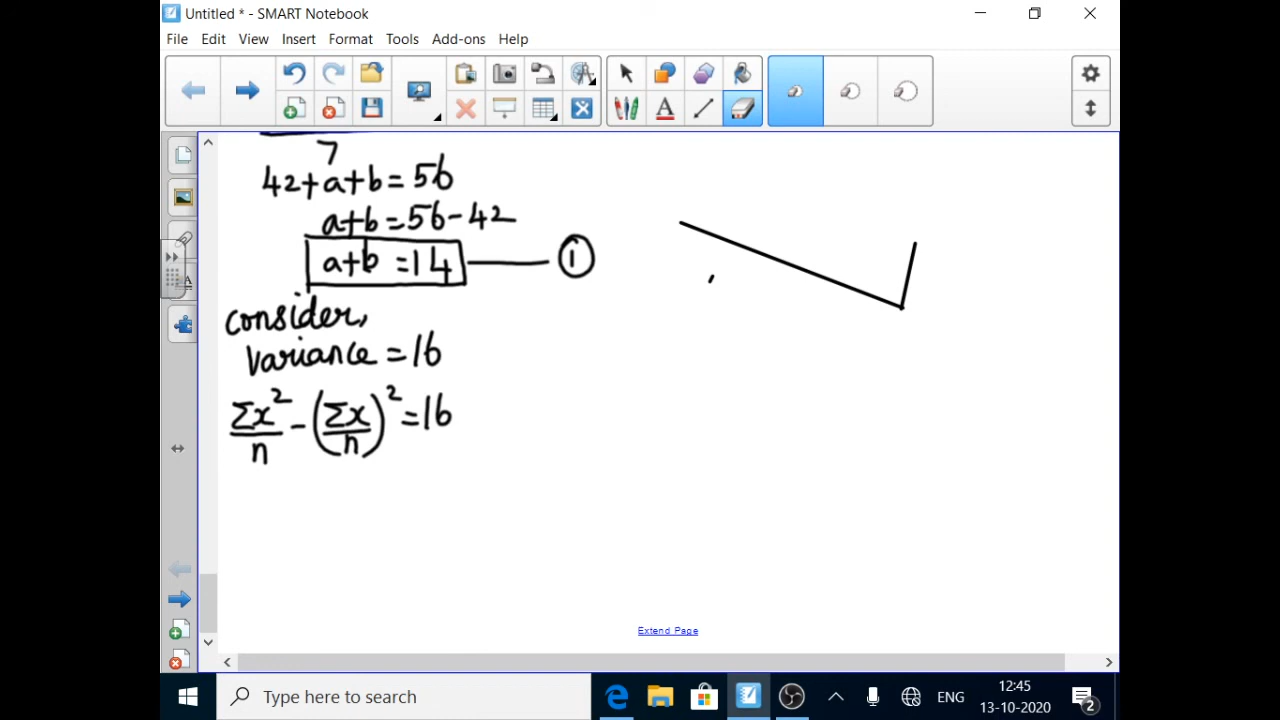 Untitled * - SMART Notebook
File Edit View Insert Format Tools Add-ons Help
7
42+a+b=56
a+b=56-42
a+b =14 ①
consider,
variance =16
Σx²/n - (Σx/n)² =16
Extend Page
Type here to search
ENG
12:45
13-10-2020
2